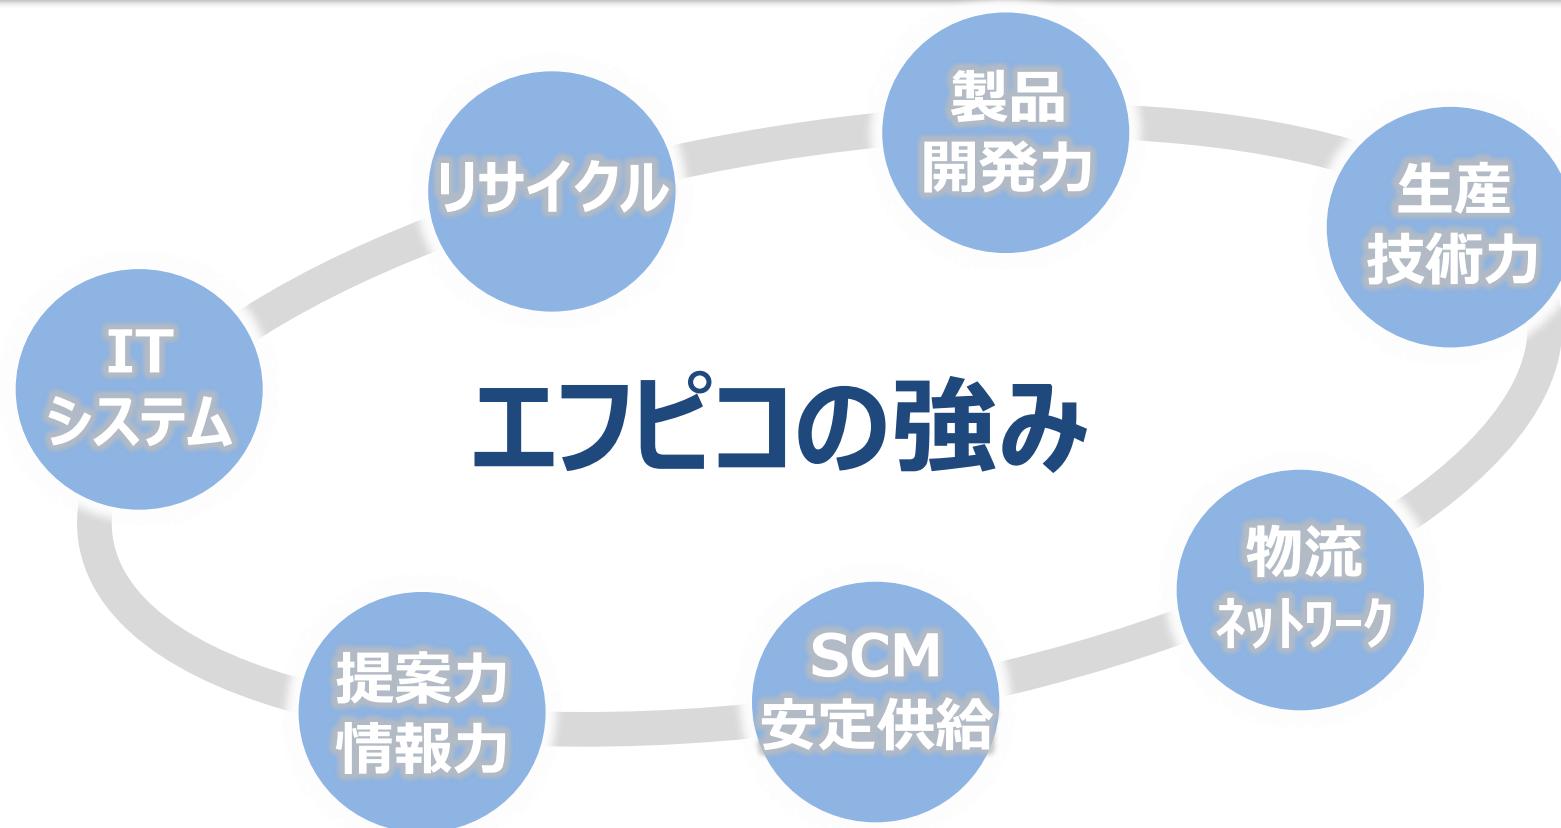 製品
開発力
リサイクル
生産
技術力
IT
システム
エフピコの強み
物流
ネットワーク
SCM
安定供給
提案力
情報力